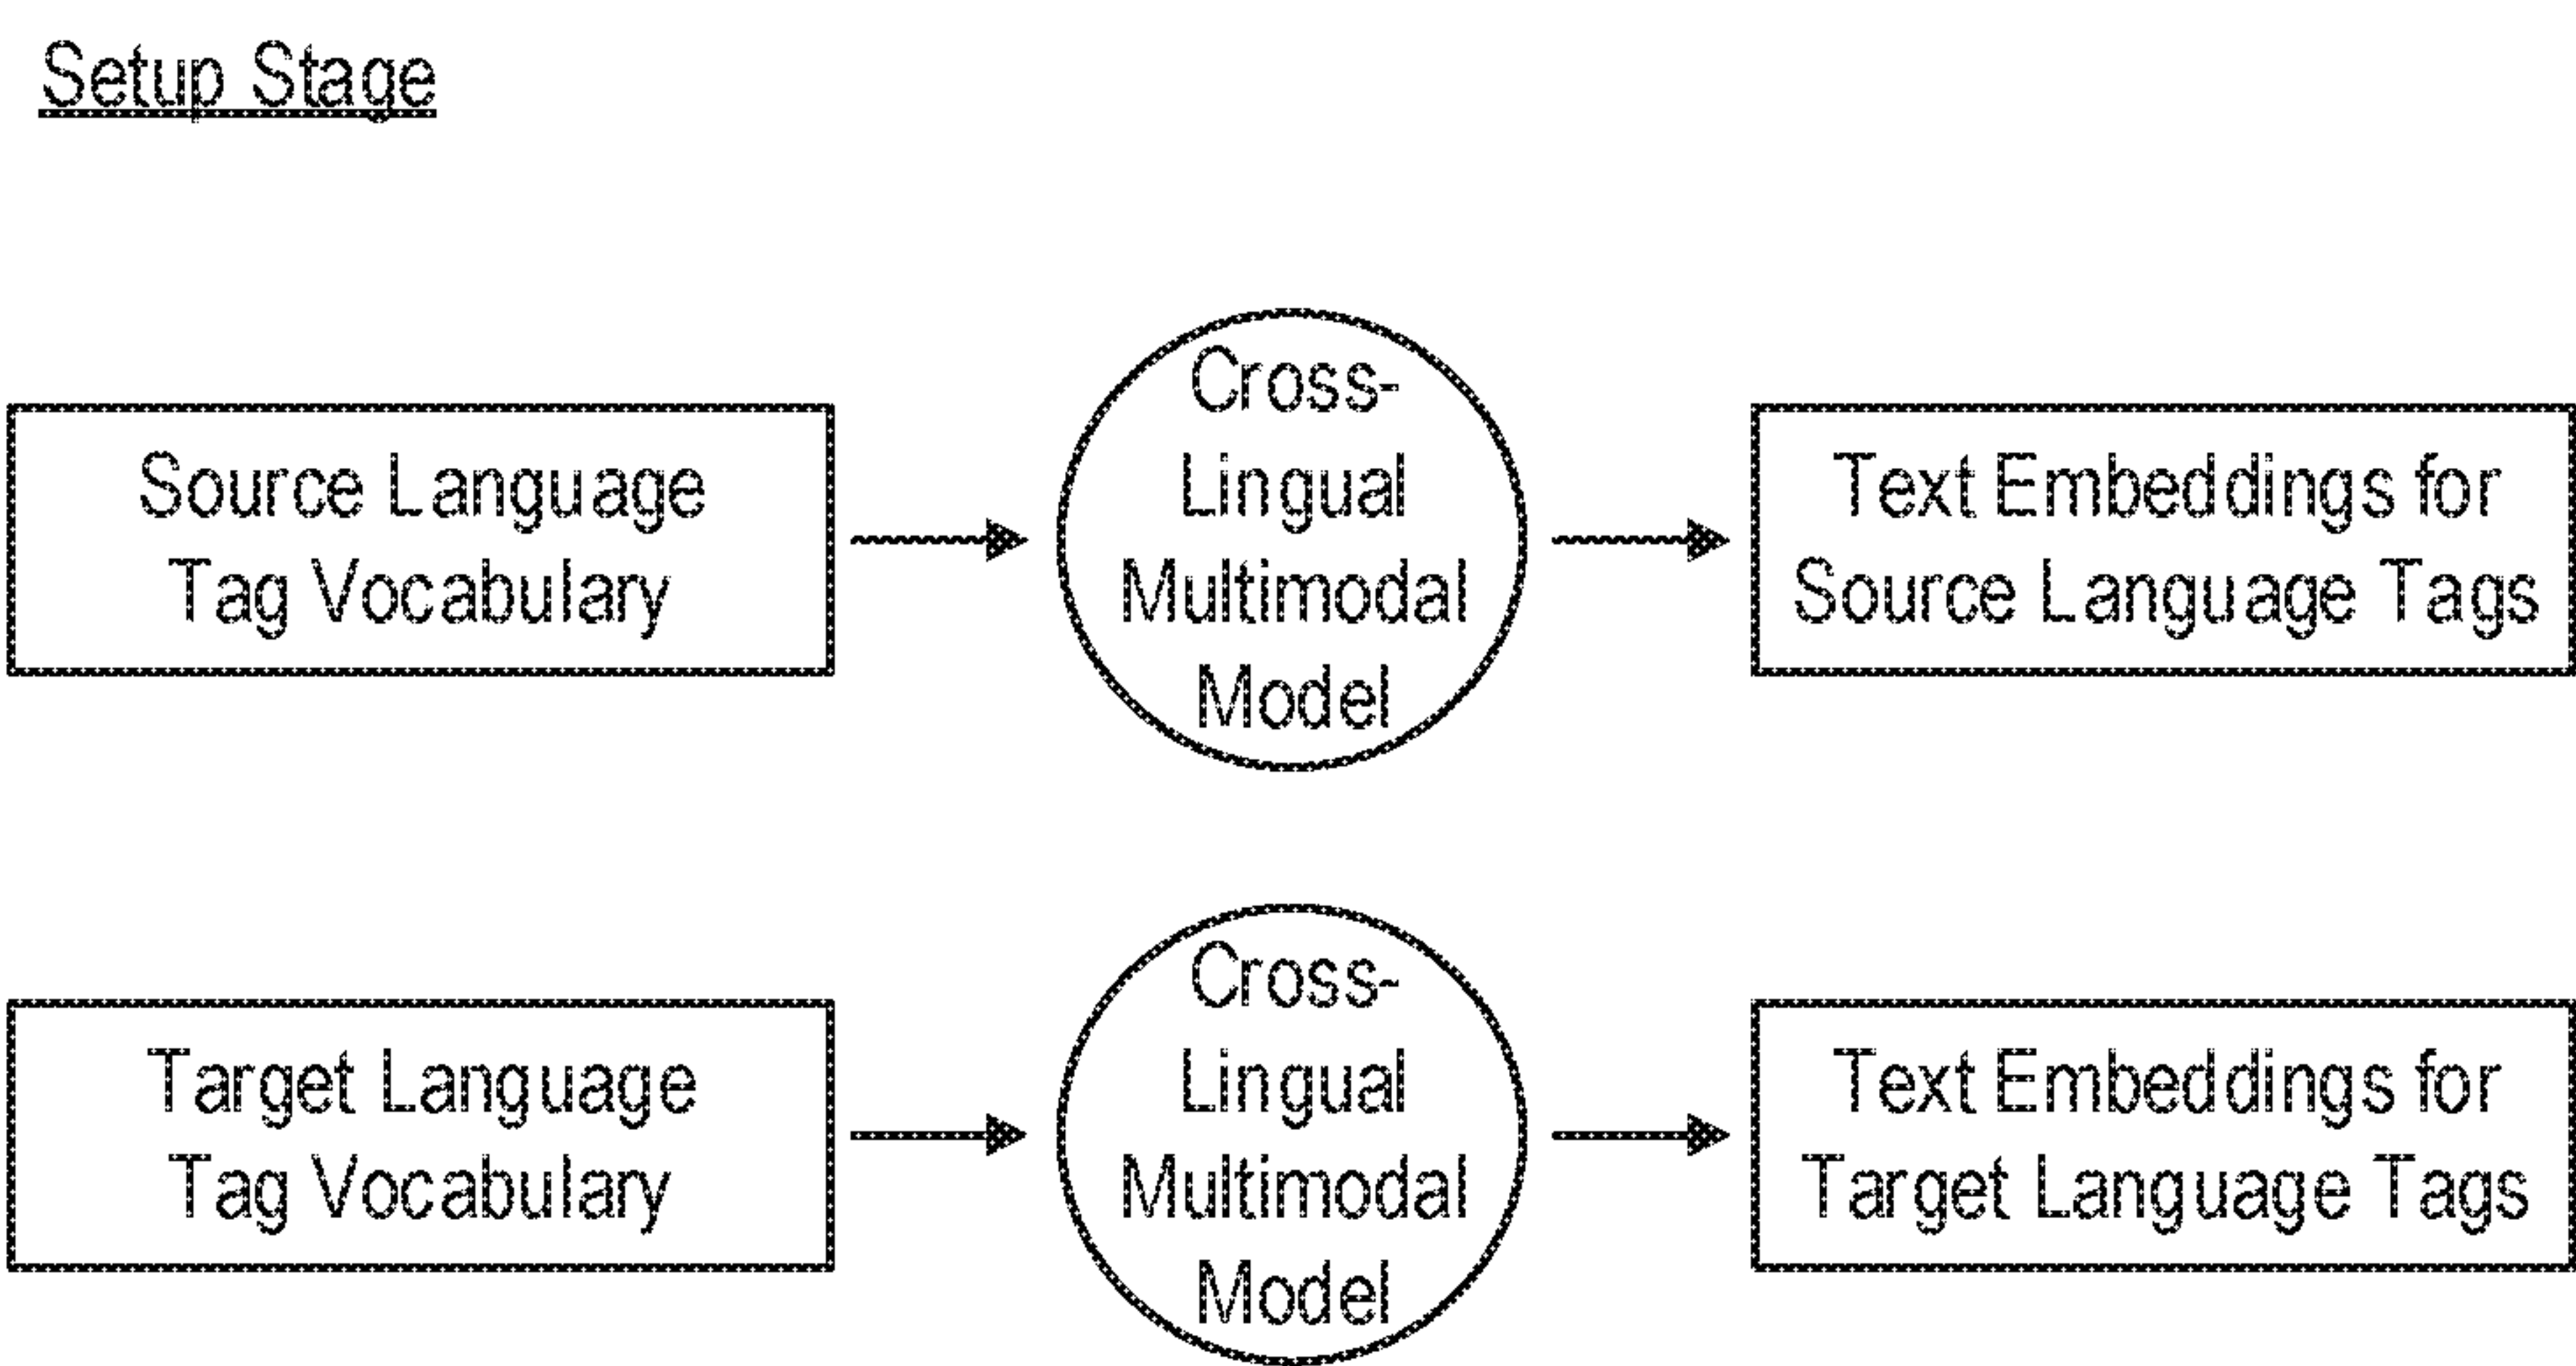 Setup Stage
Source Language
Tag Vocabulary
Cross-
Lingual
Multimodal
Model
Text Embeddings for
Source Language Tags
Target Language
Tag Vocabulary
Cross-
Lingual
Multimodal
Model
Text Embeddings for
Target Language Tags